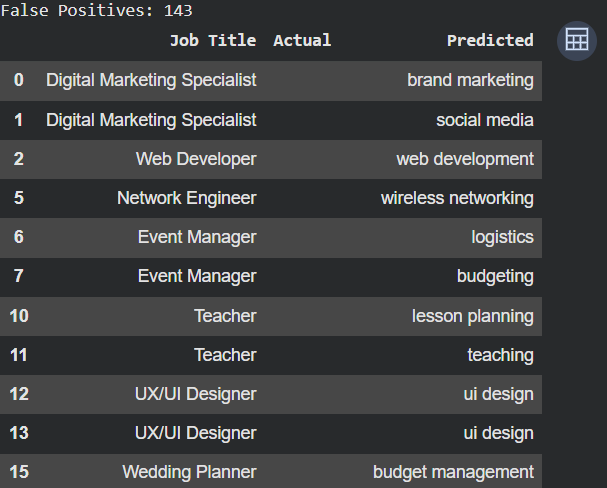 False Positives: 143
Job Title Actual Predicted
0 Digital Marketing Specialist brand marketing
1 Digital Marketing Specialist social media
2 Web Developer web development
5 Network Engineer wireless networking
6 Event Manager logistics
7 Event Manager budgeting
10 Teacher lesson planning
11 Teacher teaching
12 UX/UI Designer ui design
13 UX/UI Designer ui design
15 Wedding Planner budget management